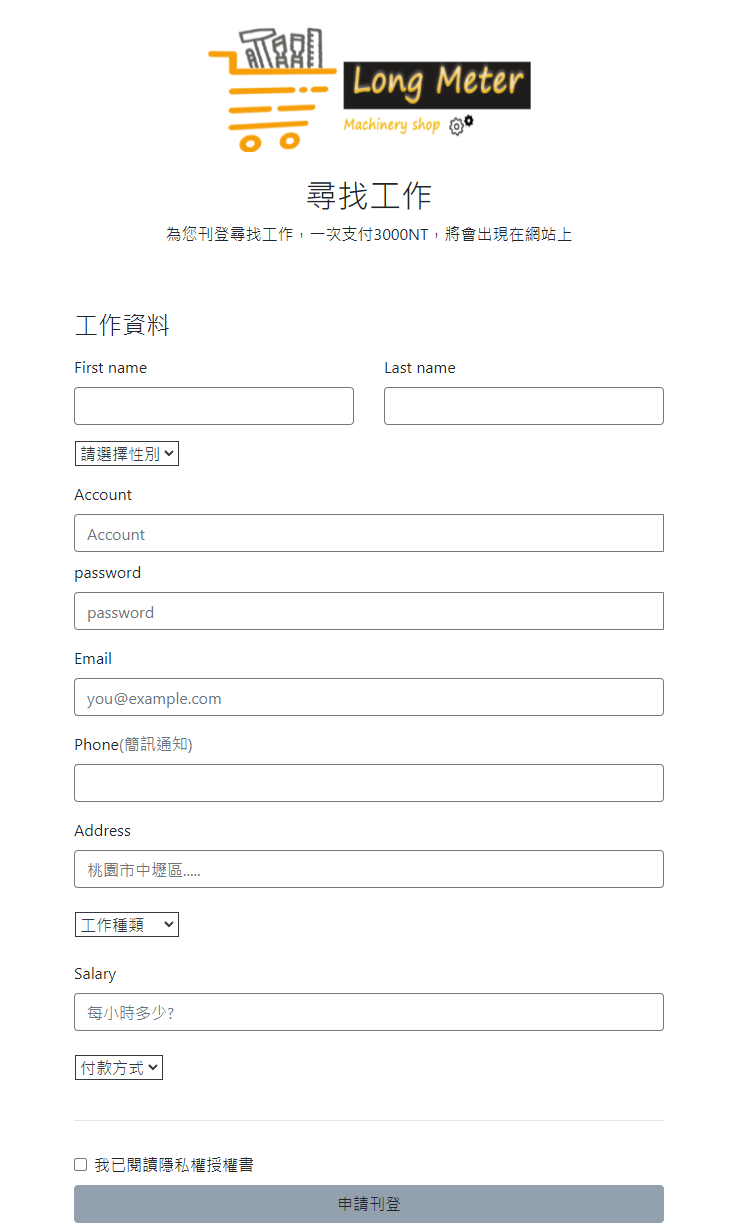 Long Meter
Machinery shop
尋找工作
為您刊登尋找工作，一次支付3000NT，將會出現在網站上
工作資料
First name Last name
請選擇性別
Account
Account
password
password
Email
you@example.com
Phone(簡訊通知)
Address
桃園市中壢區.....
工作種類
Salary
每小時多少?
付款方式
我已閱讀隱私權授權書
申請刊登